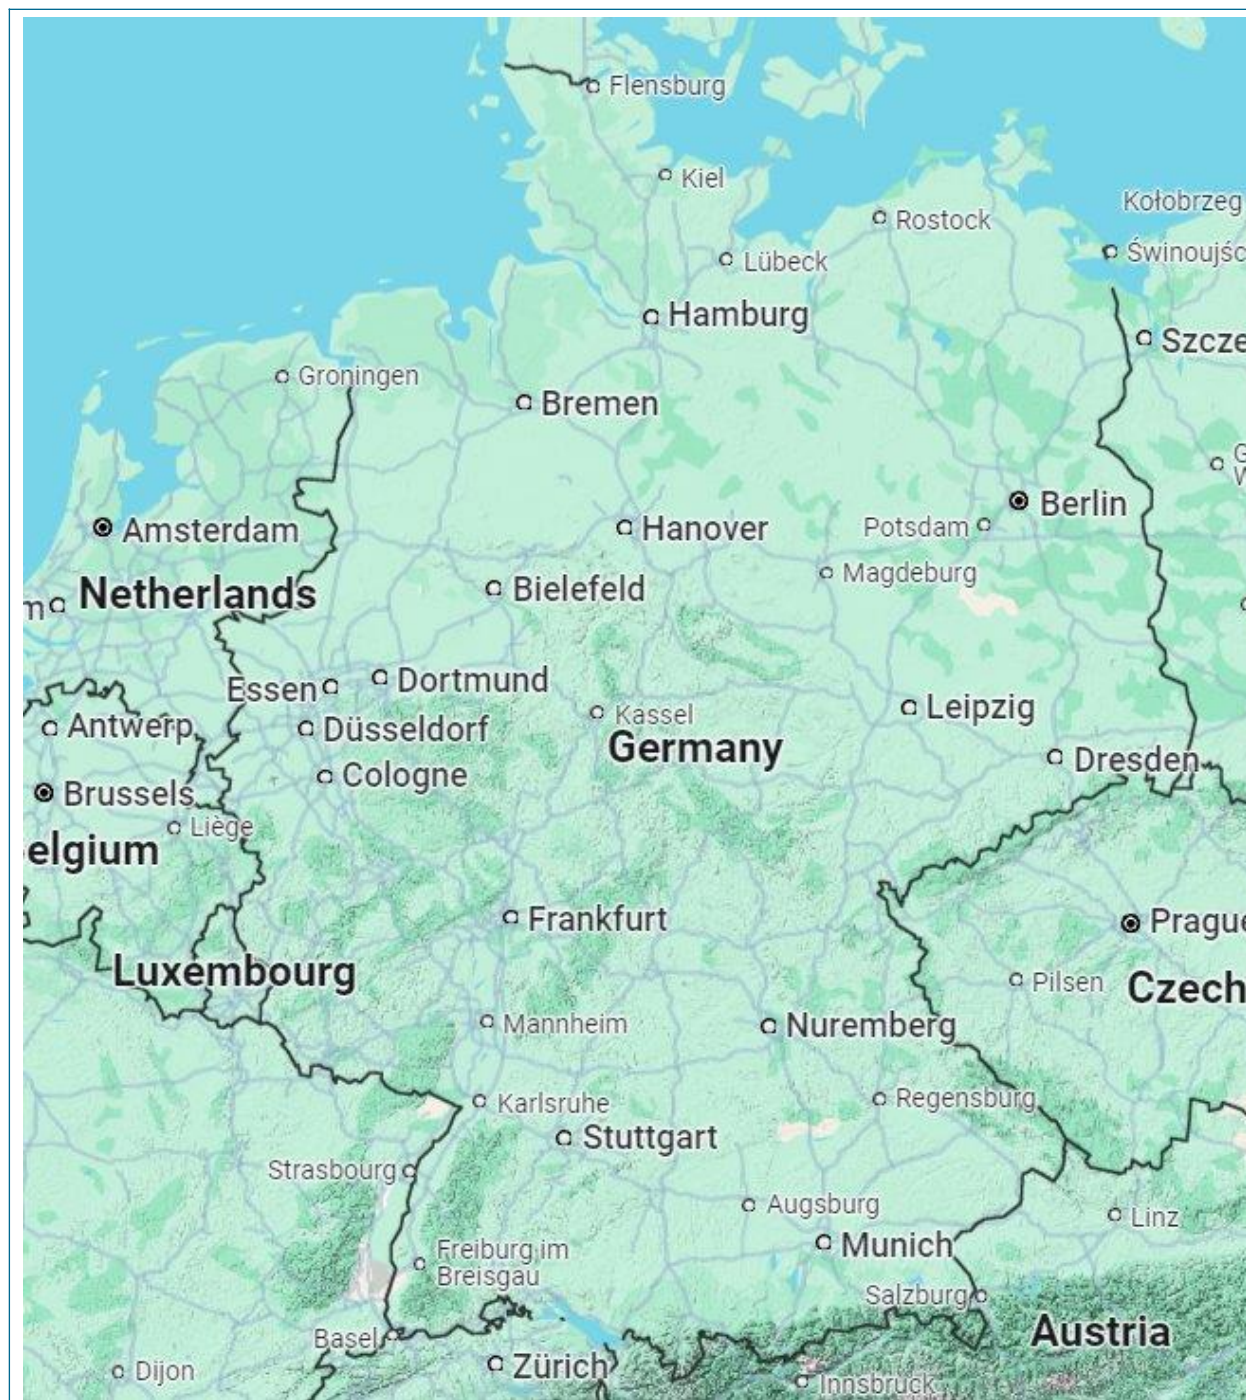 Flensburg
Kiel
Kołobrzeg
Rostock
Świnoujśc
Lübeck
Hamburg
Szcze
Groningen
Bremen
G
W
Berlin
Amsterdam
Hanover
Potsdam
Magdeburg
Netherlands
m
Bielefeld
Essen
Dortmund
Leipzig
Kassel
Antwerp
Düsseldorf
Germany
Dresden
Cologne
Brussels
Liège
elgium
Frankfurt
Prague
Luxembourg
Pilsen
Czech
Mannheim
Nuremberg
Karlsruhe
Regensburg
Stuttgart
Strasbourg
Augsburg
Linz
Munich
Freiburg im
Breisgau
Salzburg
Basel
Austria
Zürich
Dijon
Innsbruck